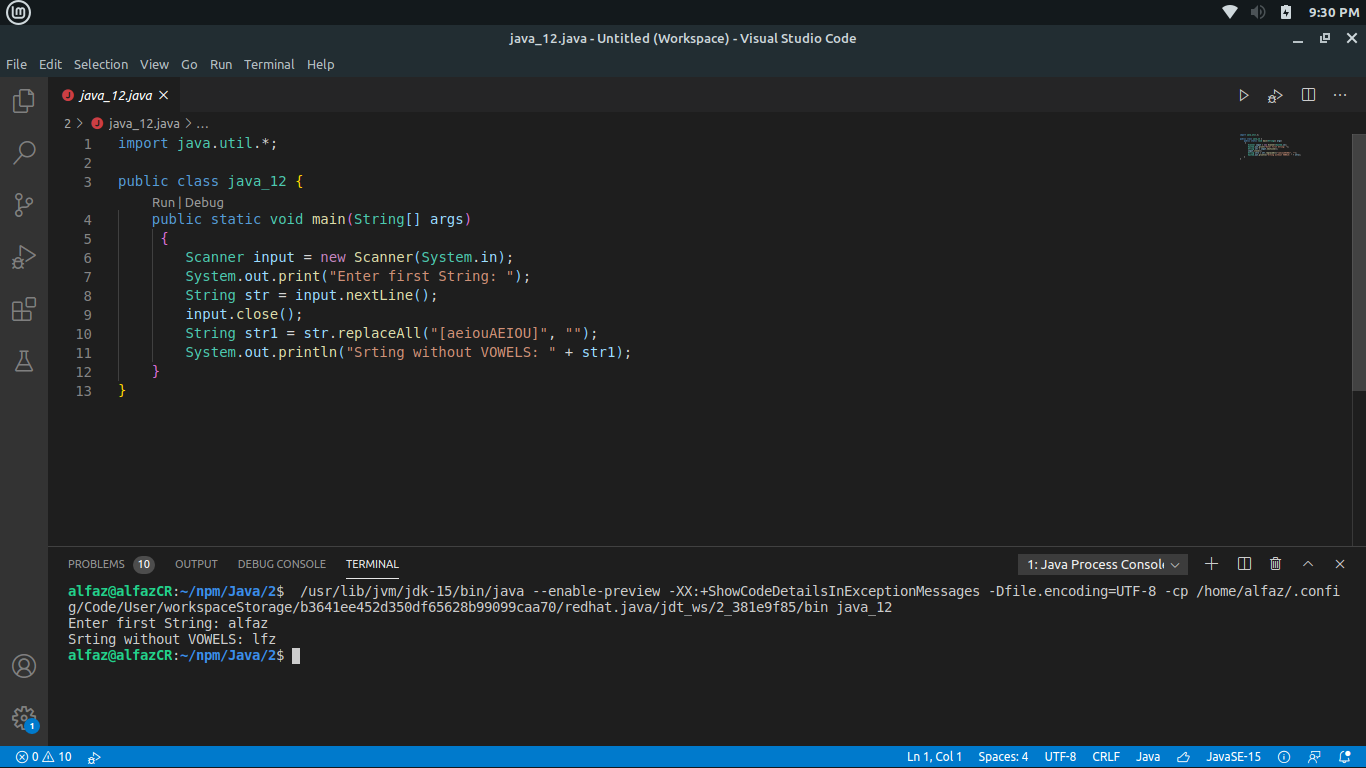 lm
9:30 PM
java_12.java - Untitled (Workspace) - Visual Studio Code
File Edit Selection View Go Run Terminal Help
J java_12.java
2 > J java_12.java > ...
1 import java.util.*;
2
3 public class java_12 {
Run | Debug
4 public static void main(String[] args)
5 {
6 Scanner input = new Scanner(System.in);
7 System.out.print("Enter first String: ");
8 String str = input.nextLine();
9 input.close();
10 String str1 = str.replaceAll("[aeiouAEIOU]", "");
11 System.out.println("Srting without VOWELS: " + str1);
12 }
13 }
PROBLEMS 10 OUTPUT DEBUG CONSOLE TERMINAL 1: Java Process Consol
alfaz@alfazCR:~/npm/Java/2$  /usr/lib/jvm/jdk-15/bin/java --enable-preview -XX:+ShowCodeDetailsInExceptionMessages -Dfile.encoding=UTF-8 -cp /home/alfaz/.confi
g/Code/User/workspaceStorage/b3641ee452d350df65628b99099caa70/redhat.java/jdt_ws/2_381e9f85/bin java_12
Enter first String: alfaz
Srting without VOWELS: lfz
alfaz@alfazCR:~/npm/Java/2$
1
0 10 Ln 1, Col 1 Spaces: 4 UTF-8 CRLF Java JavaSE-15